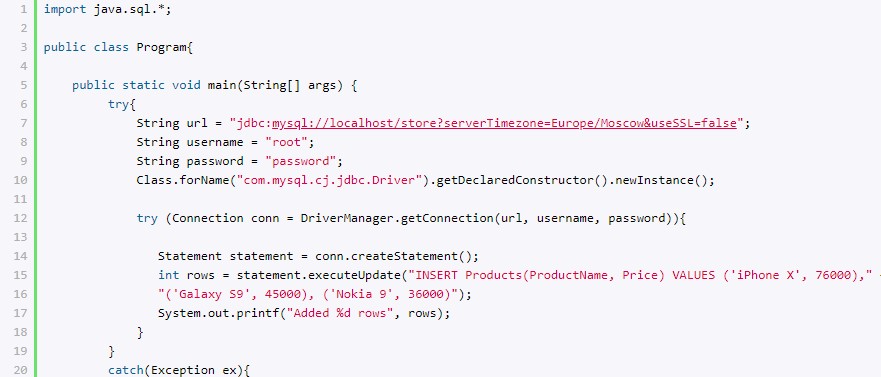 1 import java.sql.*;
2
3 public class Program{
4
5 public static void main(String[] args) {
6 try{
7 String url = "jdbc:mysql://localhost/store?serverTimezone=Europe/Moscow&useSSL=false";
8 String username = "root";
9 String password = "password";
10 Class.forName("com.mysql.cj.jdbc.Driver").getDeclaredConstructor().newInstance();
11
12 try (Connection conn = DriverManager.getConnection(url, username, password)){
13
14 Statement statement = conn.createStatement();
15 int rows = statement.executeUpdate("INSERT Products(ProductName, Price) VALUES ('iPhone X', 76000),"
16 "('Galaxy S9', 45000), ('Nokia 9', 36000)");
17 System.out.printf("Added %d rows", rows);
18 }
19 }
20 catch(Exception ex){